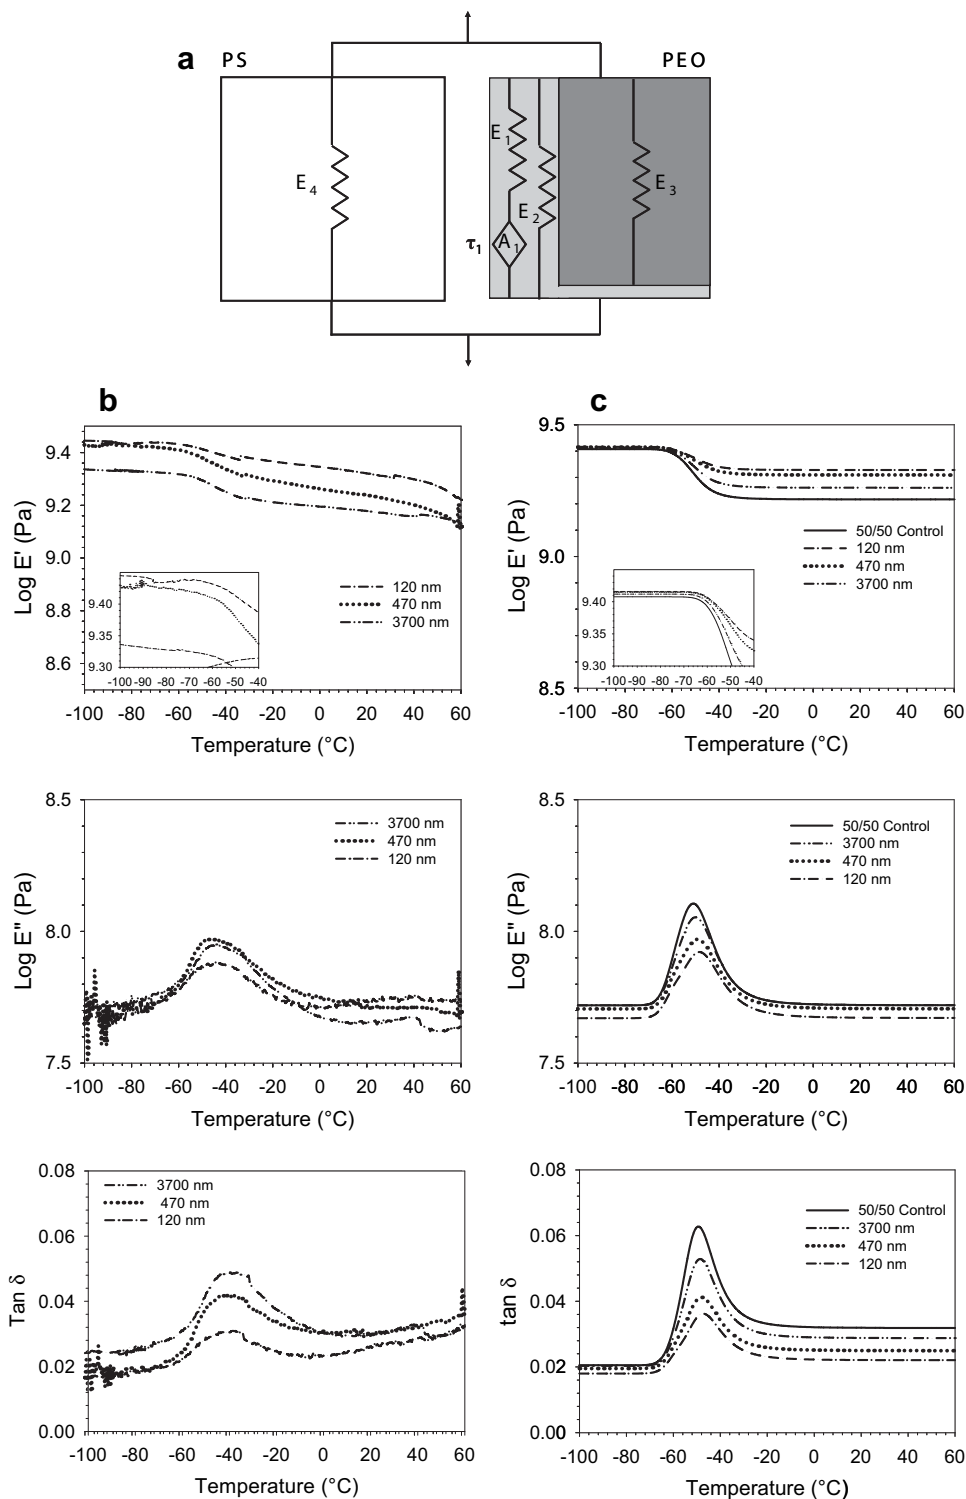 a
PS
PEO
E4
E1
E2
E3
τ1
A1
b
c
Log E' (Pa)
9.4
9.2
9.0
8.8
8.6
120 nm
470 nm
3700 nm
9.40
9.35
9.30
-100 -90 -80 -70 -60 -50 -40
-100 -80 -60 -40 -20 0 20 40 60
Temperature (°C)
Log E' (Pa)
9.5
9.0
8.5
50/50 Control
120 nm
470 nm
3700 nm
9.40
9.35
9.30
-100 -90 -80 -70 -60 -50 -40
-100 -80 -60 -40 -20 0 20 40 60
Temperature (°C)
Log E" (Pa)
8.5
8.0
7.5
3700 nm
470 nm
120 nm
-100 -80 -60 -40 -20 0 20 40 60
Temperature (°C)
Log E" (Pa)
8.5
8.0
7.5
50/50 Control
3700 nm
470 nm
120 nm
-100 -80 -60 -40 -20 0 20 40 60
Temperature (°C)
Tan δ
0.08
0.06
0.04
0.02
0.00
3700 nm
470 nm
120 nm
-100 -80 -60 -40 -20 0 20 40 60
Temperature (°C)
tan δ
0.08
0.06
0.04
0.02
0.00
50/50 Control
3700 nm
470 nm
120 nm
-100 -80 -60 -40 -20 0 20 40 60
Temperature (°C)